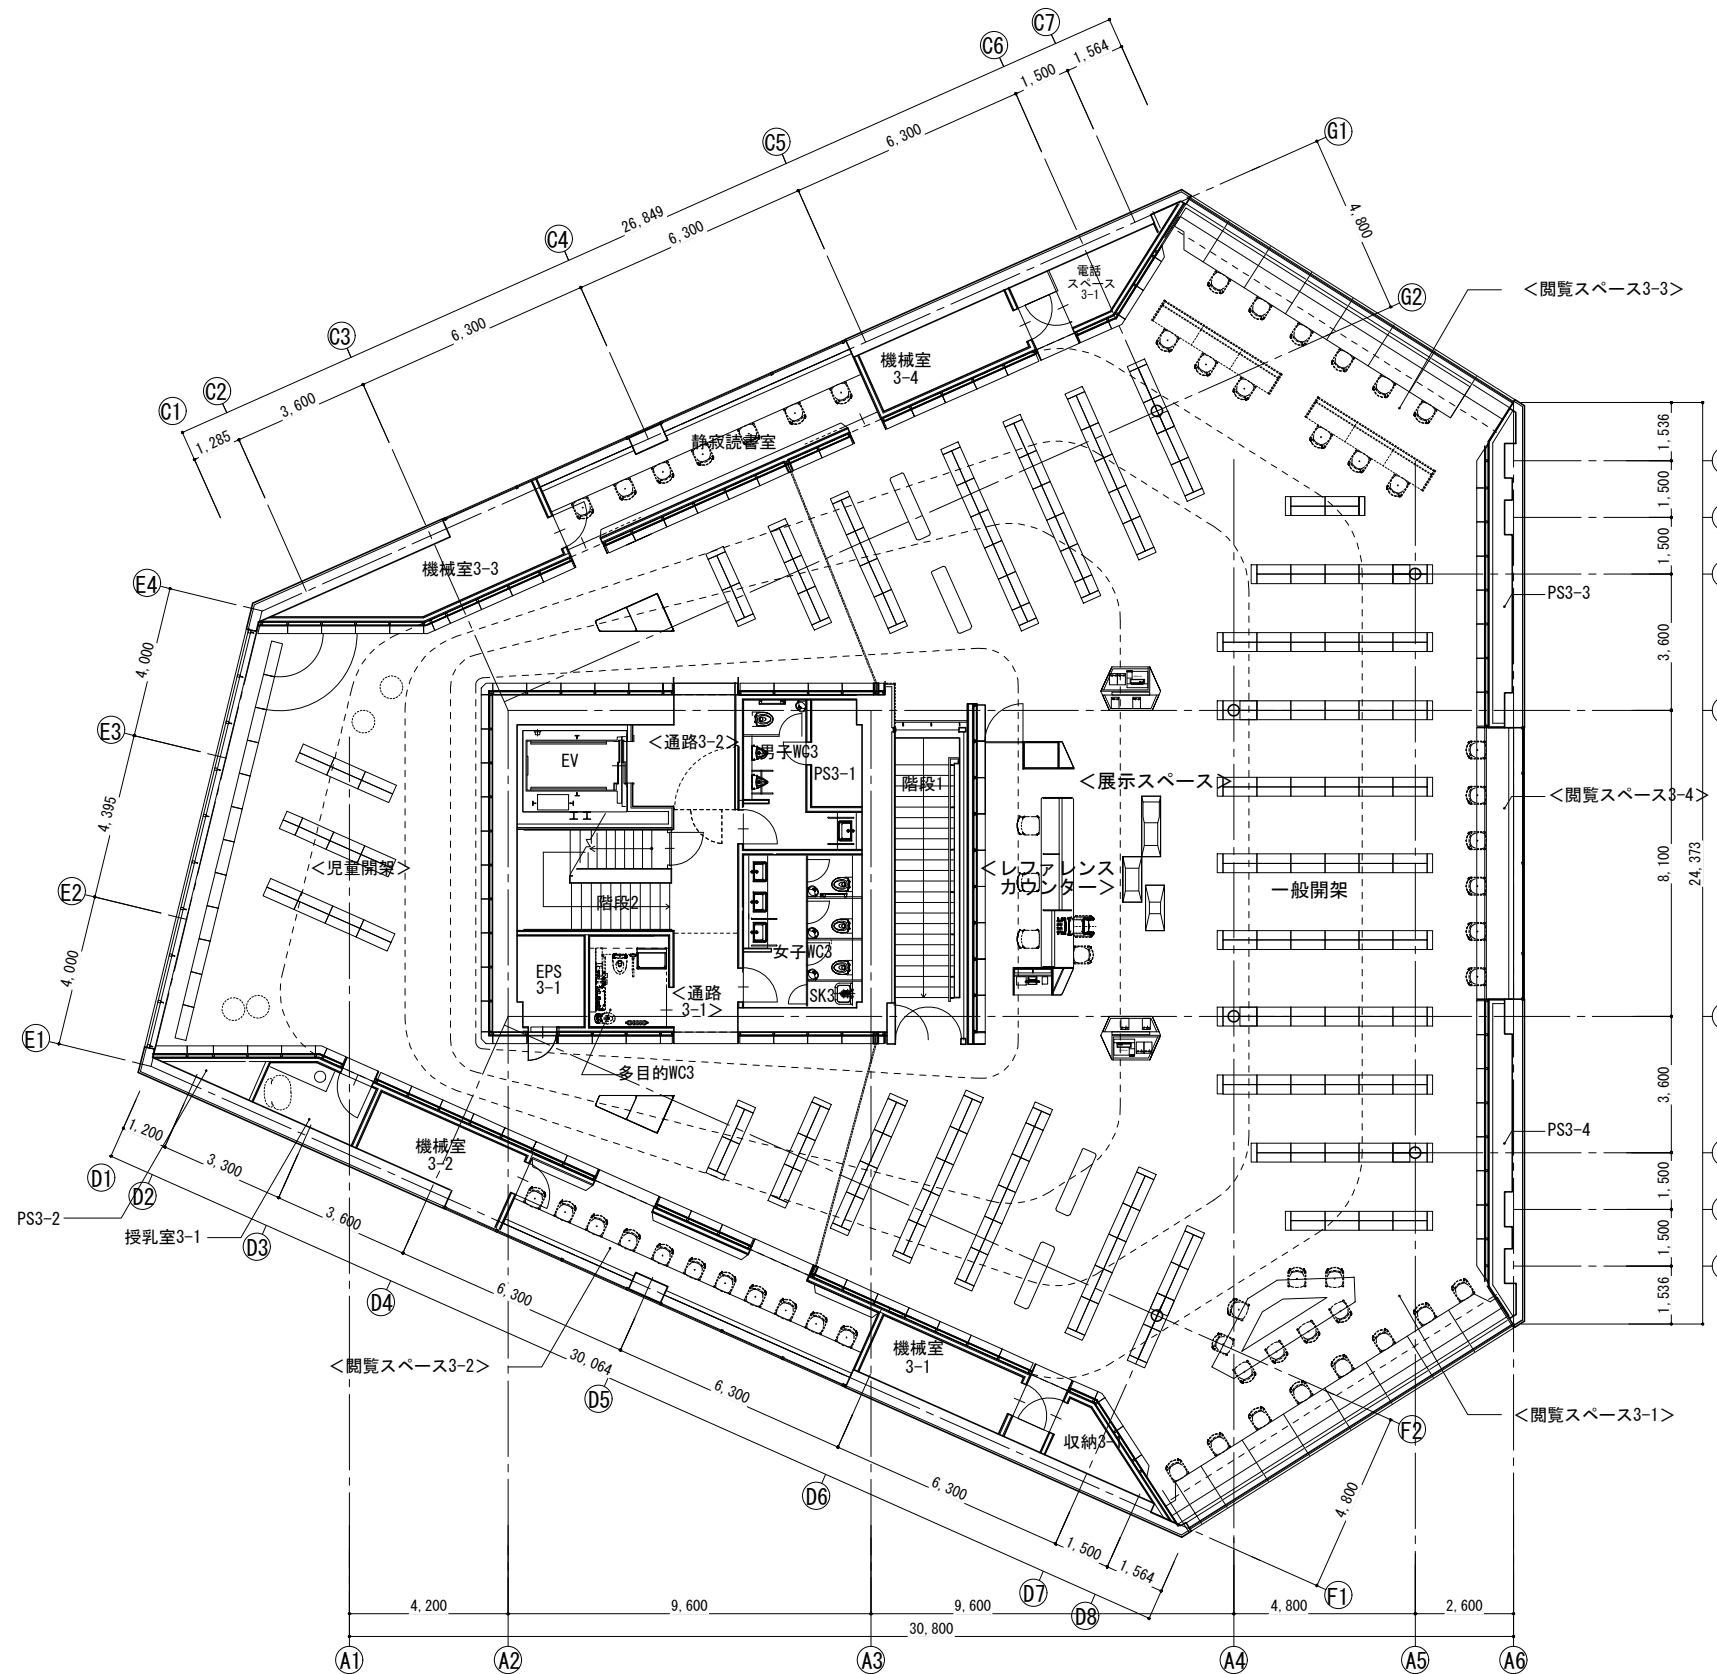 C7
C6
1,564
1,500
G1
C5
6,300
4,800
26,849
C4
6,300
電話
スペース
3-1
<閲覧スペース3-3>
G2
C3
6,300
機械室
3-4
C2
C1
3,600
1,285
静寂読書室
1,536
1,500
機械室3-3
1,500
E4
PS3-3
4,000
3,600
E3
<通路3-2>
男子WC3
EV
PS3-1
階段1
<展示スペース>
<閲覧スペース3-4>
4,395
<児童開架>
<レファレンス
カウンター>
一般開架
8,100
24,373
E2
階段2
女子WC3
EPS
3-1
<通路
3-1>
SK3
4,000
E1
多目的WC3
3,600
PS3-4
1,200
機械室
3-2
3,300
D1
D2
1,500
PS3-2
3,600
授乳室3-1
D3
1,500
D4
6,300
1,536
<閲覧スペース3-2>
機械室
3-1
30,064
D5
6,300
<閲覧スペース3-1>
F2
収納3-
D6
6,300
4,800
1,500
1,564
D7
D8
F1
4,200
9,600
9,600
4,800
2,600
30,800
A1
A2
A3
A4
A5
A6